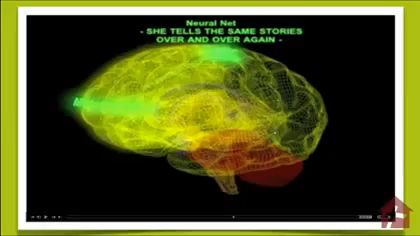 Neural Net
- SHE TELLS THE SAME STORIES
OVER AND OVER AGAIN -